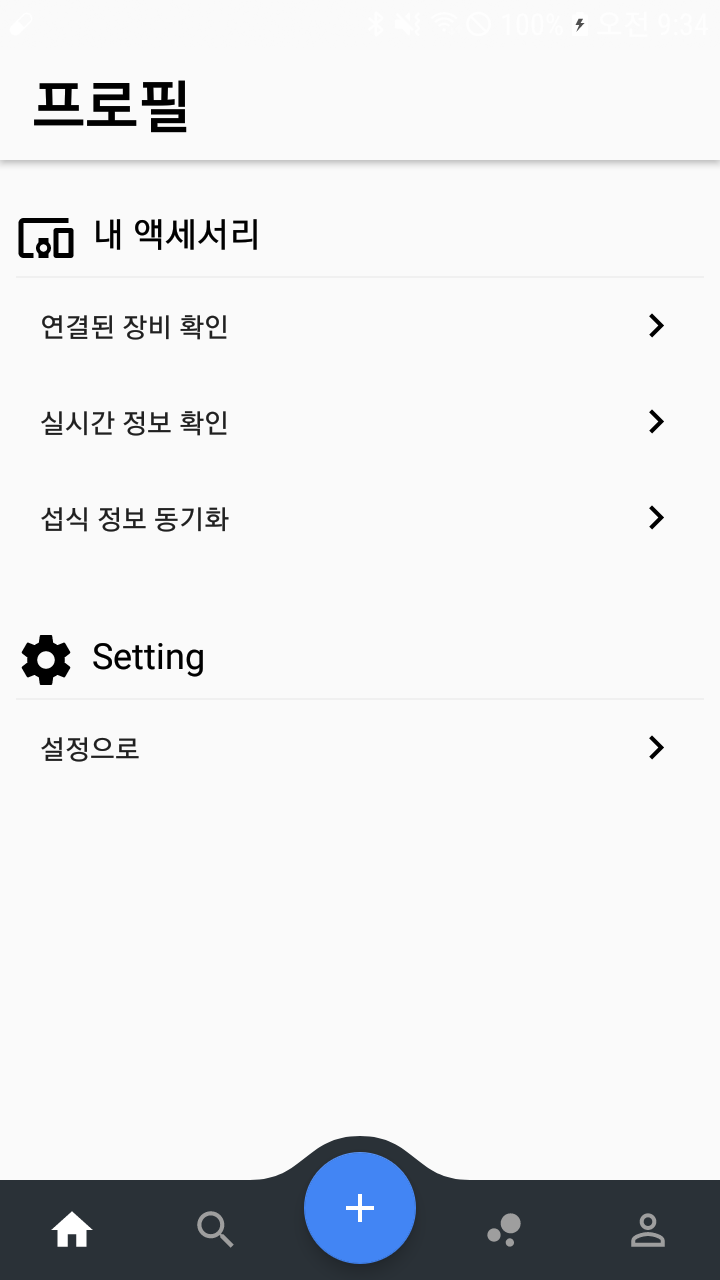 100% 오전 9:34
프로필
내 액세서리
연결된 장비 확인
실시간 정보 확인
섭식 정보 동기화
Setting
설정으로